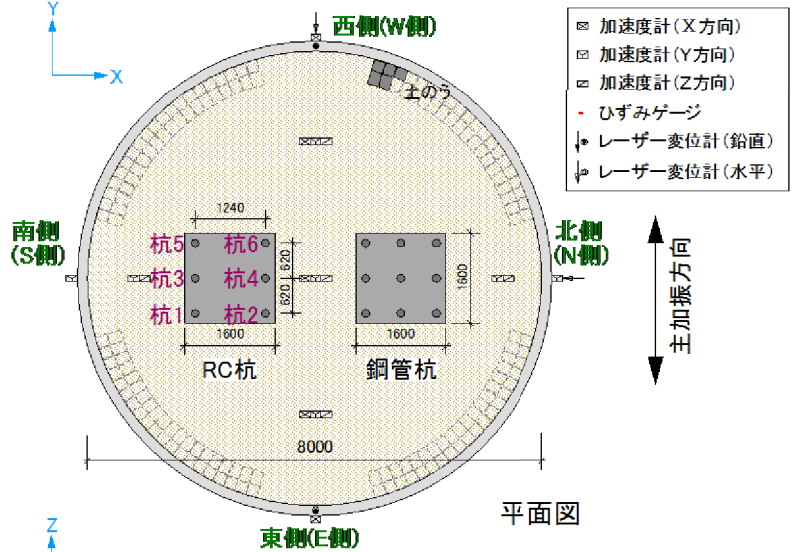 Y
X
西側(W側)
土のう
加速度計(X方向)
加速度計(Y方向)
加速度計(Z方向)
ひずみゲージ
レーザー変位計(鉛直)
レーザー変位計(水平)
南側
(S側)
北側
(N側)
1240
杭5
杭6
杭3
杭4
杭1
杭2
620
620
1600
1600
1600
RC杭
鋼管杭
主加振方向
8000
平面図
東側(E側)
Z